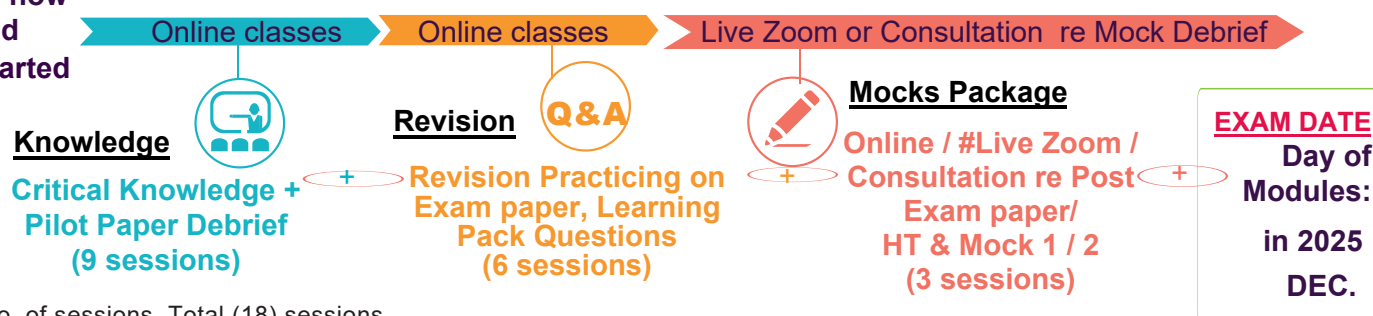 now
arted
Online classes
Online classes
Live Zoom or Consultation re Mock Debrief
Knowledge
Critical Knowledge +
Pilot Paper Debrief
(9 sessions)
+
Revision
Q&A
Revision Practicing on
Exam paper, Learning
Pack Questions
(6 sessions)
+
Mocks Package
Online / #Live Zoom /
Consultation re Post
Exam paper/
HT & Mock 1 / 2
(3 sessions)
+
EXAM DATE
Day of
Modules:
in 2025
DEC.
of sessions. Total (18) sessions